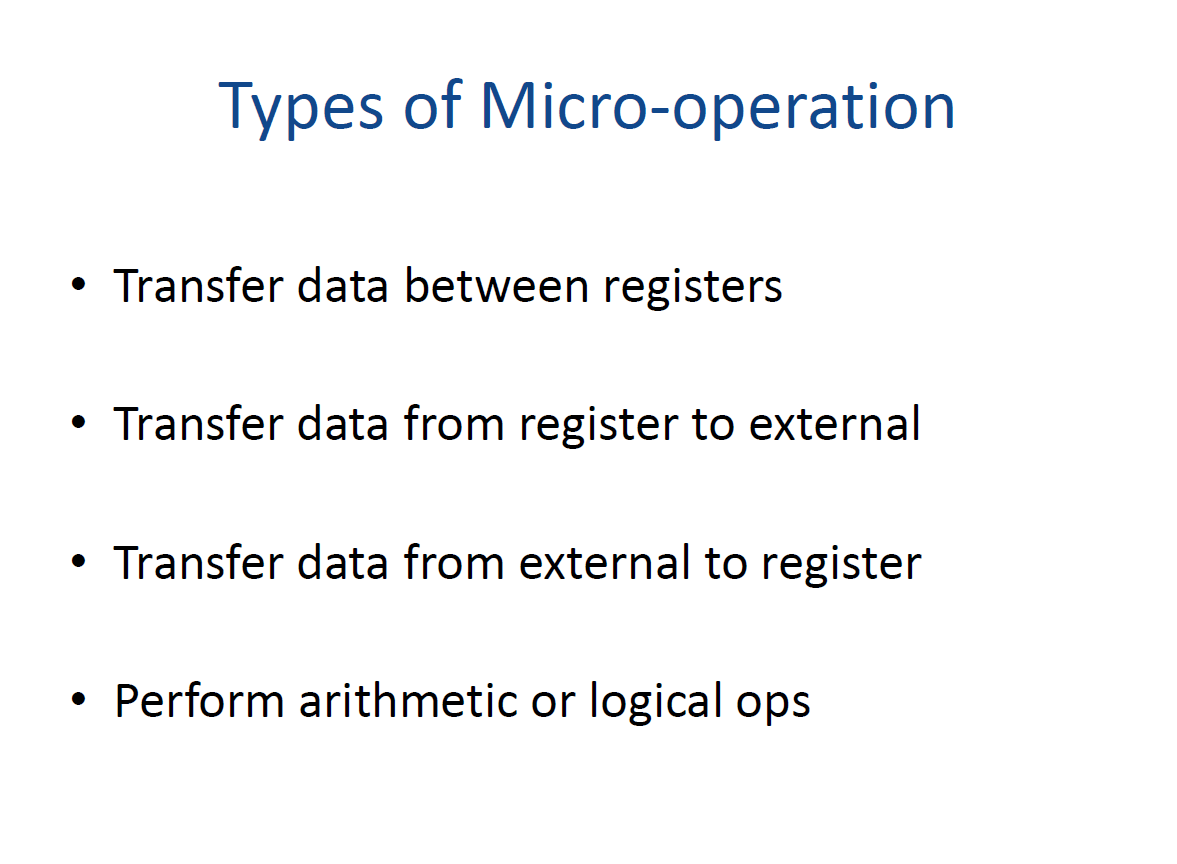 Types of Micro-operation
• Transfer data between registers
• Transfer data from register to external
• Transfer data from external to register
• Perform arithmetic or logical ops